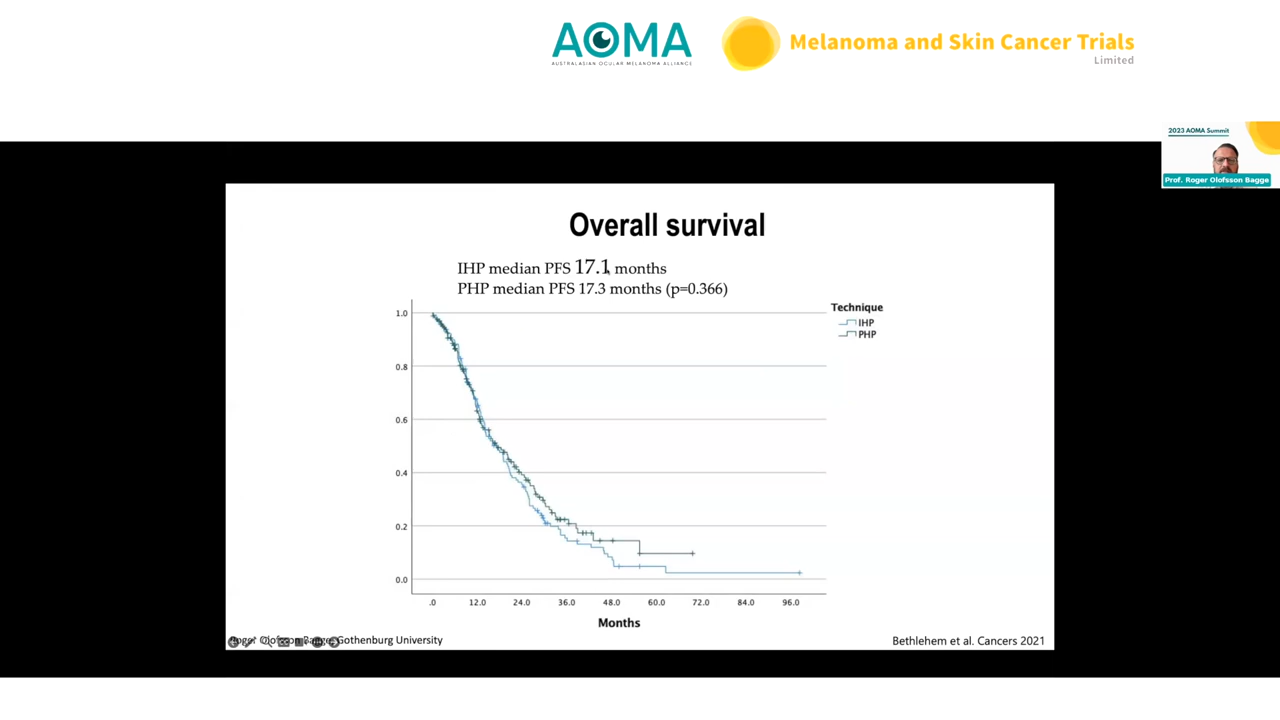 AOMA
AUSTRALASIAN OCULAR MELANOMA ALLIANCE
Melanoma and Skin Cancer Trials
Limited
2023 AOMA Summit
Prof. Roger Olofsson Bagge
Overall survival
IHP median PFS 17.1 months
PHP median PFS 17.3 months (p=0.366)
Technique
IHP
PHP
1.0
0.8
0.6
0.4
0.2
0.0
.0 12.0 24.0 36.0 48.0 60.0 72.0 84.0 96.0
Months
Roger Olofsson Bagge, Gothenburg University
Bethlehem et al. Cancers 2021